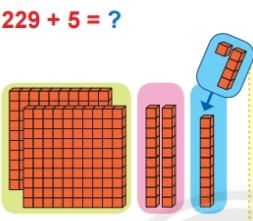 229 + 5 = ?